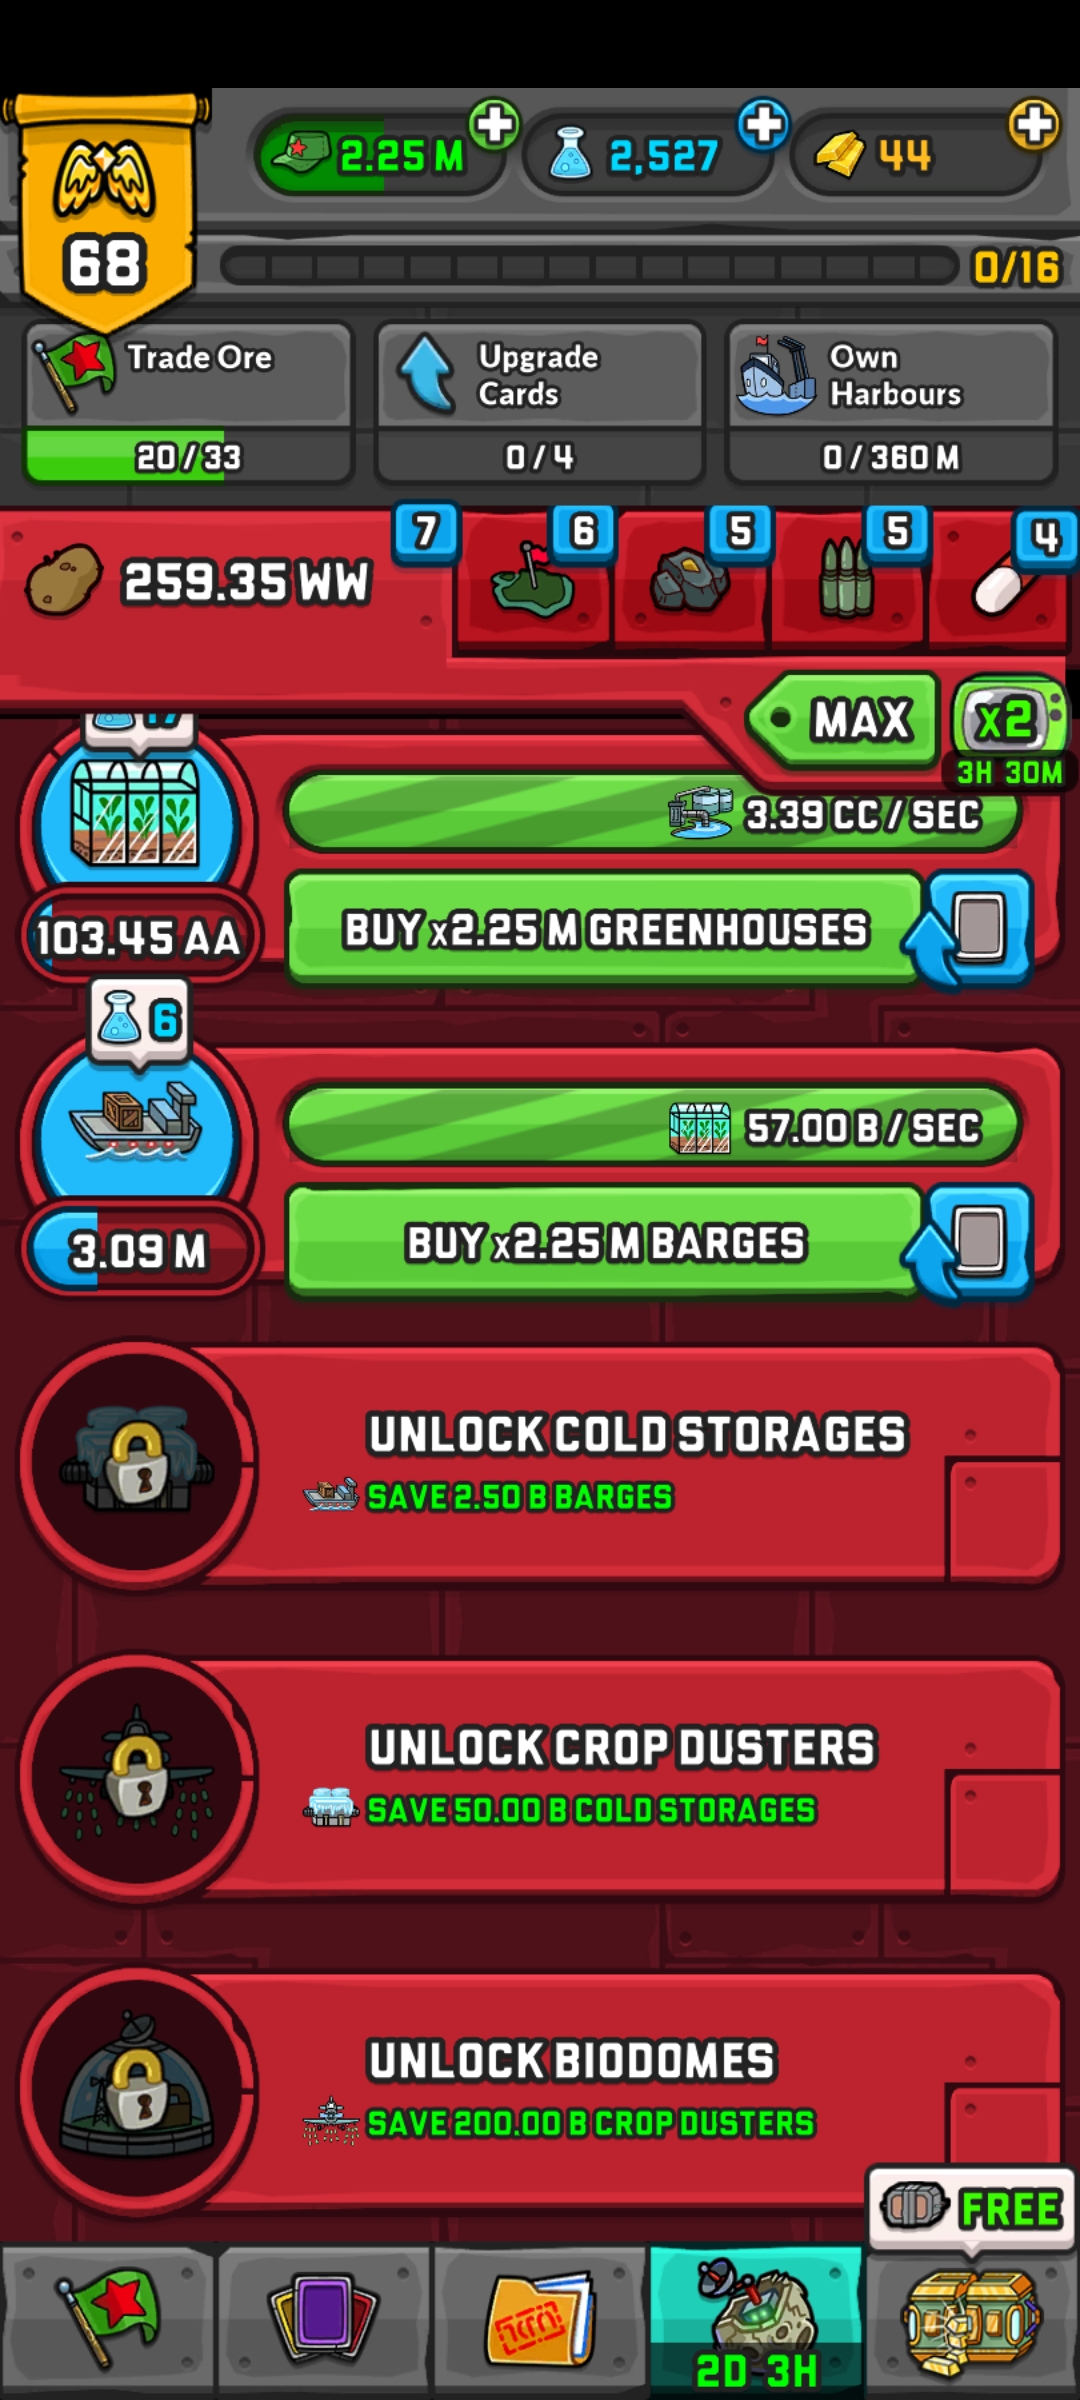 2.25 M
2,527
44
68
0/16
Trade Ore
20/33
Upgrade
Cards
0/4
Own
Harbours
0/360 M
259.35 WW
7
6
5
5
4
MAX
x2
3H 30M
17
3.39 CC / SEC
103.45 AA
BUY x2.25 M GREENHOUSES
6
57.00 B / SEC
3.09 M
BUY x2.25 M BARGES
UNLOCK COLD STORAGES
SAVE 2.50 B BARGES
UNLOCK CROP DUSTERS
SAVE 50.00 B COLD STORAGES
UNLOCK BIODOMES
SAVE 200.00 B CROP DUSTERS
FREE
2D 3H